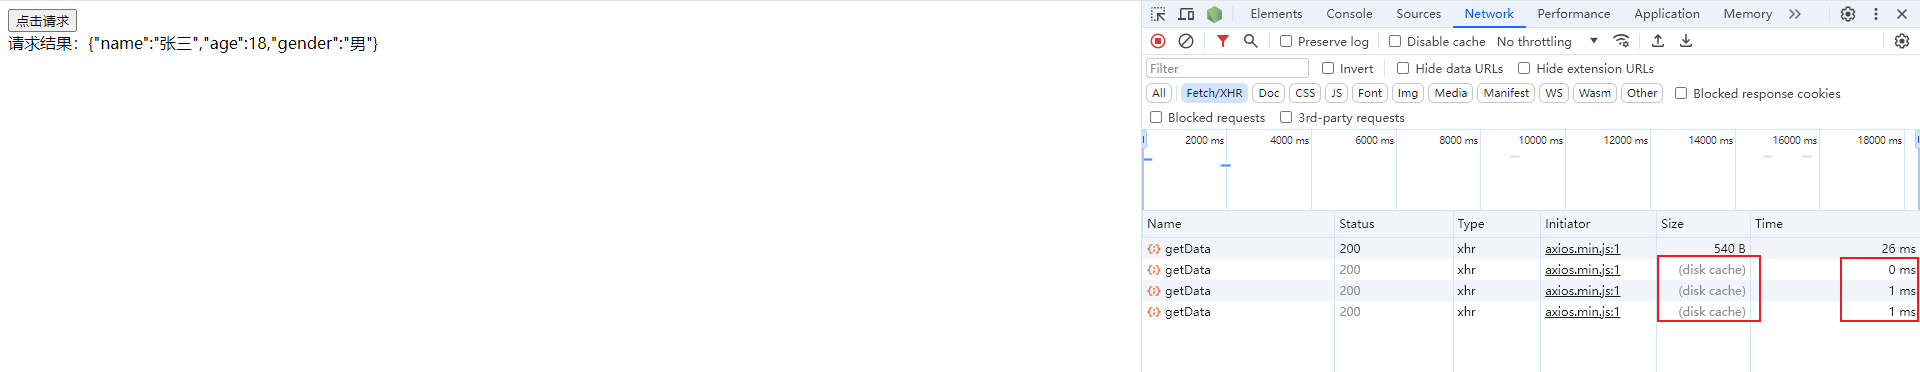 点击请求
请求结果：{"name":"张三","age":18,"gender":"男"}
Elements Console Sources Network Performance Application Memory
Preserve log Disable cache No throttling
Filter Invert Hide data URLs Hide extension URLs
All Fetch/XHR Doc CSS JS Font Img Media Manifest WS Wasm Other Blocked response cookies
Blocked requests 3rd-party requests
2000 ms 4000 ms 6000 ms 8000 ms 10000 ms 12000 ms 14000 ms 16000 ms 18000 ms
Name Status Type Initiator Size Time
getData 200 xhr axios.min.js:1 540 B 26 ms
getData 200 xhr axios.min.js:1 (disk cache) 0 ms
getData 200 xhr axios.min.js:1 (disk cache) 1 ms
getData 200 xhr axios.min.js:1 (disk cache) 1 ms